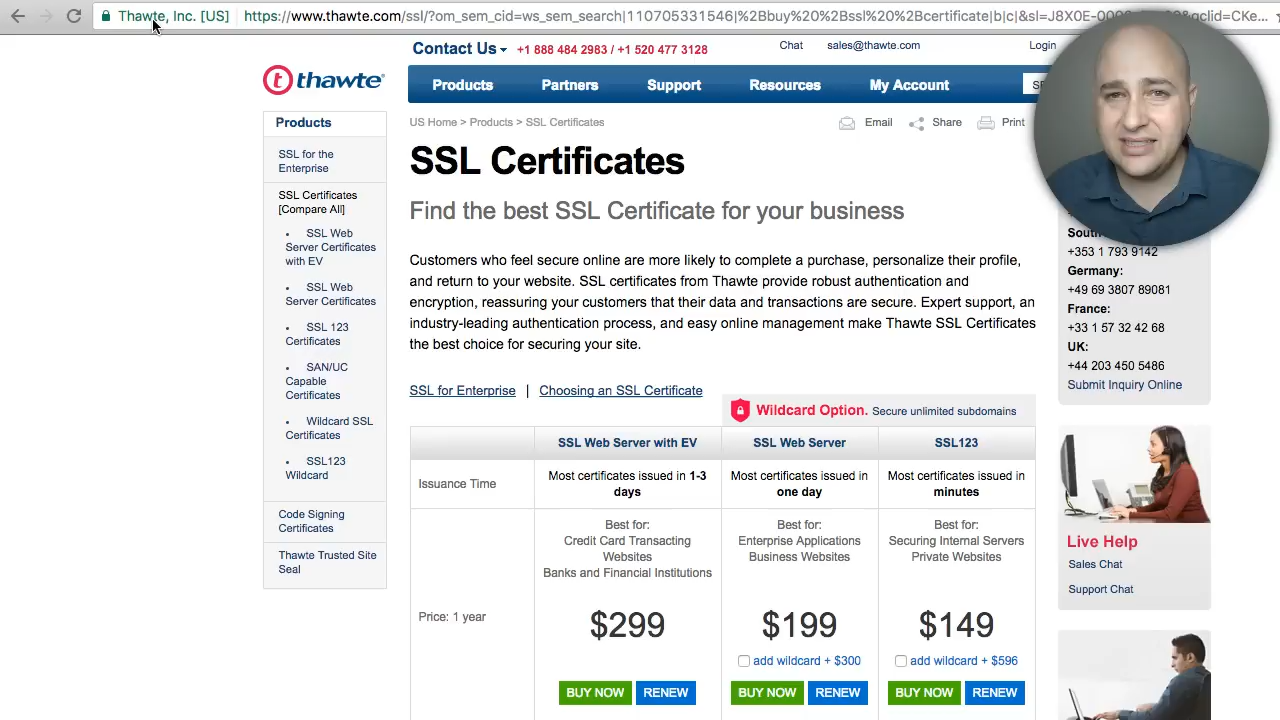 Thawte, Inc. [US]
https://www.thawte.com/ssl/?om_sem_cid=ws_sem_search|110705331546|%2Bbuy%20%2Bssl%20%2Bcertificate|b|c|&sl=J8X0E-
Contact Us
+1 888 484 2983 / +1 520 477 3128
Chat
sales@thawte.com
Login
thawte
Products
Partners
Support
Resources
My Account
US Home > Products > SSL Certificates
Email
Share
Print
Products
SSL for the
Enterprise
SSL Certificates
[Compare All]
• SSL Web
Server Certificates
with EV
• SSL Web
Server Certificates
• SSL 123
Certificates
• SAN/UC
Capable
Certificates
• Wildcard SSL
Certificates
• SSL123
Wildcard
Code Signing
Certificates
Thawte Trusted Site
Seal
SSL Certificates
Find the best SSL Certificate for your business
Customers who feel secure online are more likely to complete a purchase, personalize their profile,
and return to your website. SSL certificates from Thawte provide robust authentication and
encryption, reassuring your customers that their data and transactions are secure. Expert support, an
industry-leading authentication process, and easy online management make Thawte SSL Certificates
the best choice for securing your site.
SSL for Enterprise | Choosing an SSL Certificate
Wildcard Option. Secure unlimited subdomains
SSL Web Server with EV
SSL Web Server
SSL123
Issuance Time
Most certificates issued in 1-3
days
Most certificates issued in
one day
Most certificates issued in
minutes
Best for:
Credit Card Transacting
Websites
Banks and Financial Institutions
Best for:
Enterprise Applications
Business Websites
Best for:
Securing Internal Servers
Private Websites
Price: 1 year
$299
$199
$149
add wildcard + $300
add wildcard + $596
BUY NOW
RENEW
BUY NOW
RENEW
BUY NOW
RENEW
+353 1 793 9142
Germany:
+49 69 3807 89081
France:
+33 1 57 32 42 68
UK:
+44 203 450 5486
Submit Inquiry Online
Live Help
Sales Chat
Support Chat